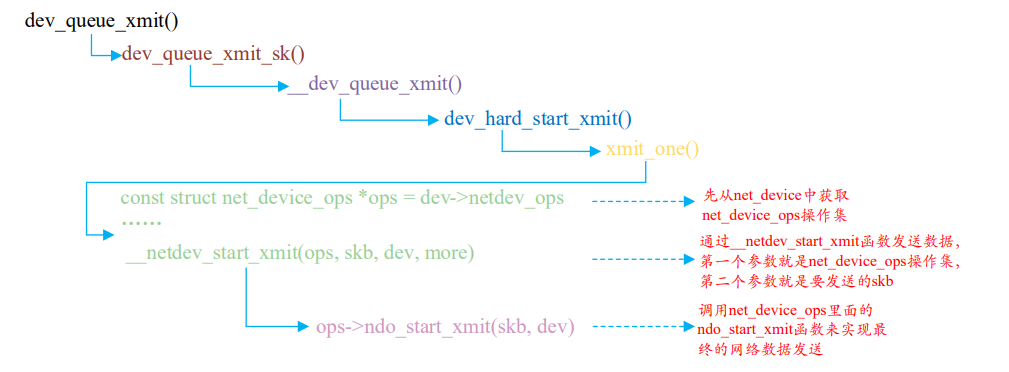 dev_queue_xmit()
dev_queue_xmit_sk()
__dev_queue_xmit()
dev_hard_start_xmit()
xmit_one()
const struct net_device_ops *ops = dev->netdev_ops
先从net_device中获取
net_device_ops操作集
……
__netdev_start_xmit(ops, skb, dev, more)
通过__netdev_start_xmit函数发送数据，
第一个参数就是net_device_ops操作集，
第二个参数就是要发送的skb
ops->ndo_start_xmit(skb, dev)
调用net_device_ops里面的
ndo_start_xmit函数来实现最
终的网络数据发送